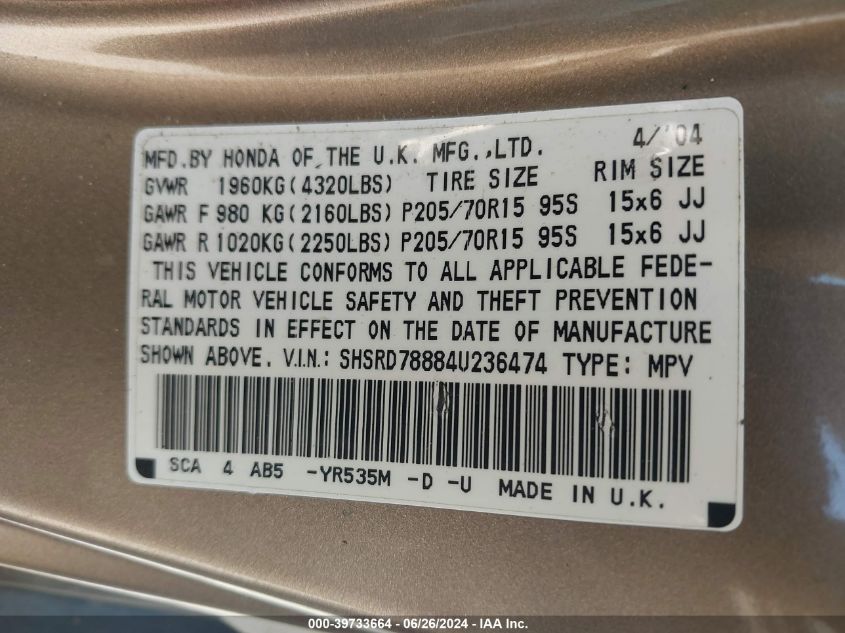 MFD.BY HONDA OF THE U.K. MFG.,LTD. 4/'04
GVWR 1960KG(4320LBS) TIRE SIZE RIM SIZE
GAWR F 980 KG(2160LBS) P205/70R15 95S 15x6 JJ
GAWR R 1020KG(2250LBS) P205/70R15 95S 15x6 JJ
THIS VEHICLE CONFORMS TO ALL APPLICABLE FEDE-
RAL MOTOR VEHICLE SAFETY AND THEFT PREVENTION
STANDARDS IN EFFECT ON THE DATE OF MANUFACTURE
SHOWN ABOVE. V.I.N.: SHSRD78884U236474 TYPE: MPV
SCA 4 AB5 -YR535M -D -U MADE IN U.K.
000-39733664 - 06/26/2024 - IAA Inc.